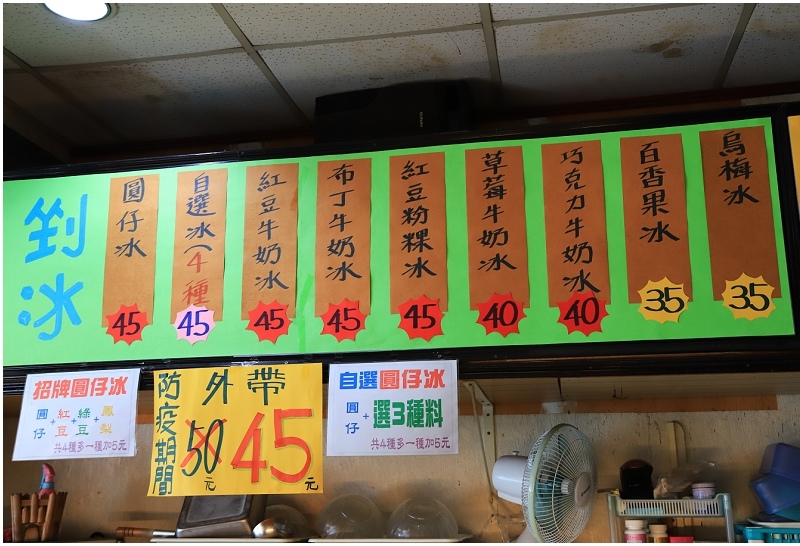 剉冰
圓仔冰
45
自選冰(4種
45
紅豆牛奶冰
45
布丁牛奶冰
45
紅豆粉粿冰
45
草莓牛奶冰
40
巧克力牛奶冰
40
百香果冰
35
烏梅冰
35
招牌圓仔冰
圓仔+紅豆+綠豆+鳳梨
共4種多一種加5元
防疫期間
外帶
50元
45元
自選圓仔冰
圓仔+選3種料
共4種多一種加5元